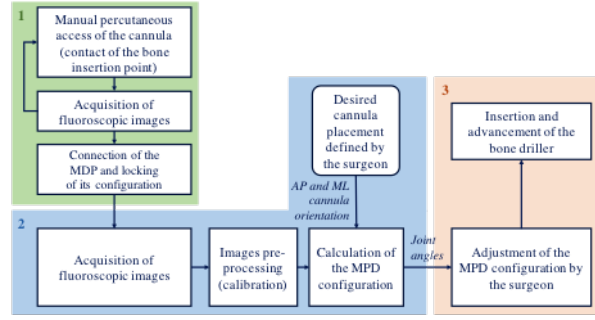 1
Manual percutaneous
access of the cannula
(contact of the bone
insertion point)
Acquisition of
fluoroscopic images
Connection of the
MDP and locking
of its configuration
2
Acquisition of
fluoroscopic images
Images pre-
processing
(calibration)
Desired
cannula
placement
defined by
the surgeon
AP and ML
cannula
orientation
Calculation of
the MPD
configuration
Joint
angles
3
Insertion and
advancement of the
bone driller
Adjustment of the
MPD configuration by
the surgeon